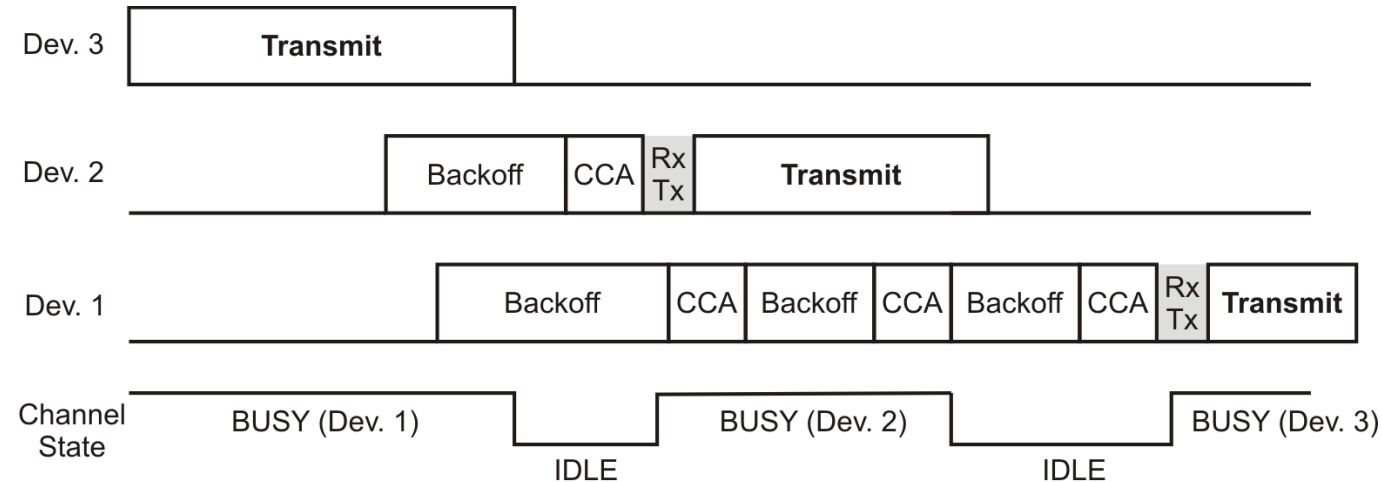 Dev. 3
Transmit
Dev. 2
Backoff
CCA
Rx
Tx
Transmit
Dev. 1
Backoff
CCA
Backoff
CCA
Backoff
CCA
Rx
Tx
Transmit
Channel
State
BUSY (Dev. 1)
IDLE
BUSY (Dev. 2)
IDLE
BUSY (Dev. 3)